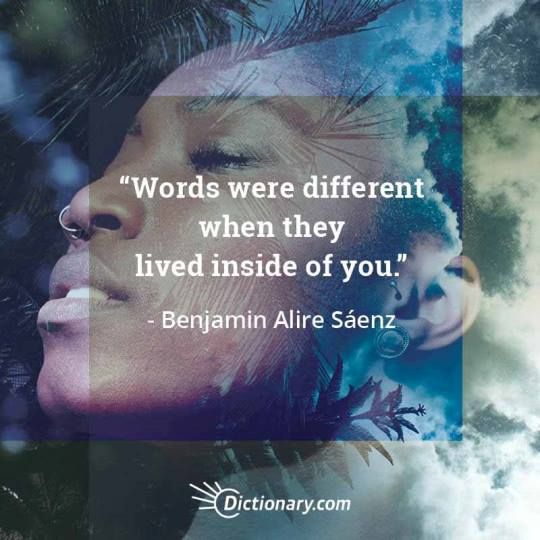 “Words were different
when they
lived inside of you.”
- Benjamin Alire Sáenz
Dictionary.com